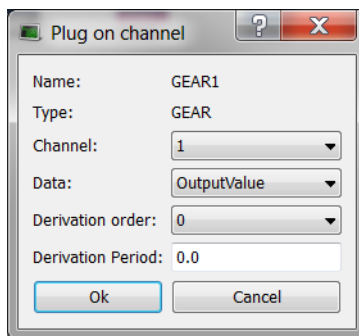 Plug on channel
Name: GEAR1
Type: GEAR
Channel: 1
Data: OutputValue
Derivation order: 0
Derivation Period: 0.0
Ok Cancel